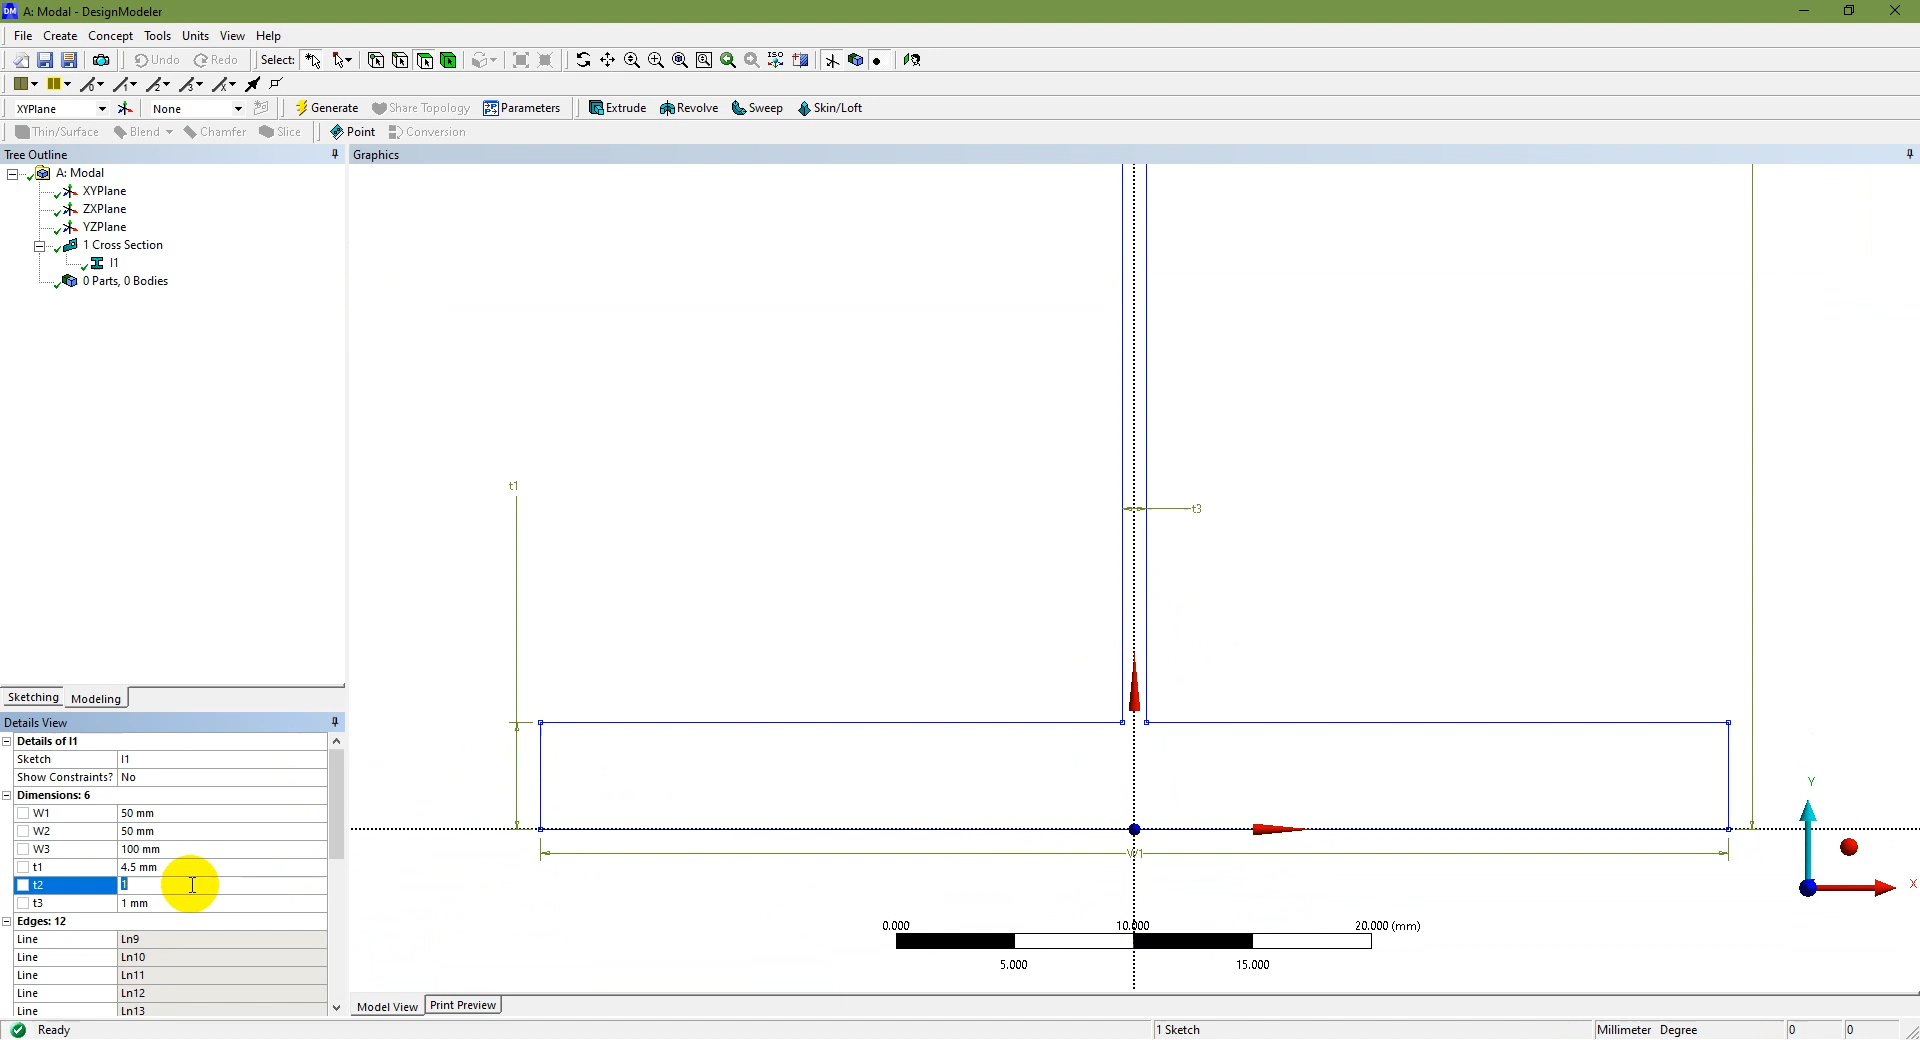 A: Modal - DesignModeler
File Create Concept Tools Units View Help
Undo Redo Select:
XYPlane None Generate Share Topology Parameters Extrude Revolve Sweep Skin/Loft
Thin/Surface Blend Chamfer Slice Point Conversion
Tree Outline
A: Modal
XYPlane
ZXPlane
YZPlane
1 Cross Section
I1
0 Parts, 0 Bodies
Sketching Modeling
Details View
Details of I1
Sketch I1
Show Constraints? No
Dimensions: 6
W1 50 mm
W2 50 mm
W3 100 mm
t1 4.5 mm
t2 1
t3 1 mm
Edges: 12
Line Ln9
Line Ln10
Line Ln11
Line Ln12
Line Ln13
Graphics
t1
t3
W1
0.000 10.000 20.000 (mm)
5.000 15.000
Y
X
ISO
DM
Model View Print Preview
Ready 1 Sketch Millimeter Degree 0 0